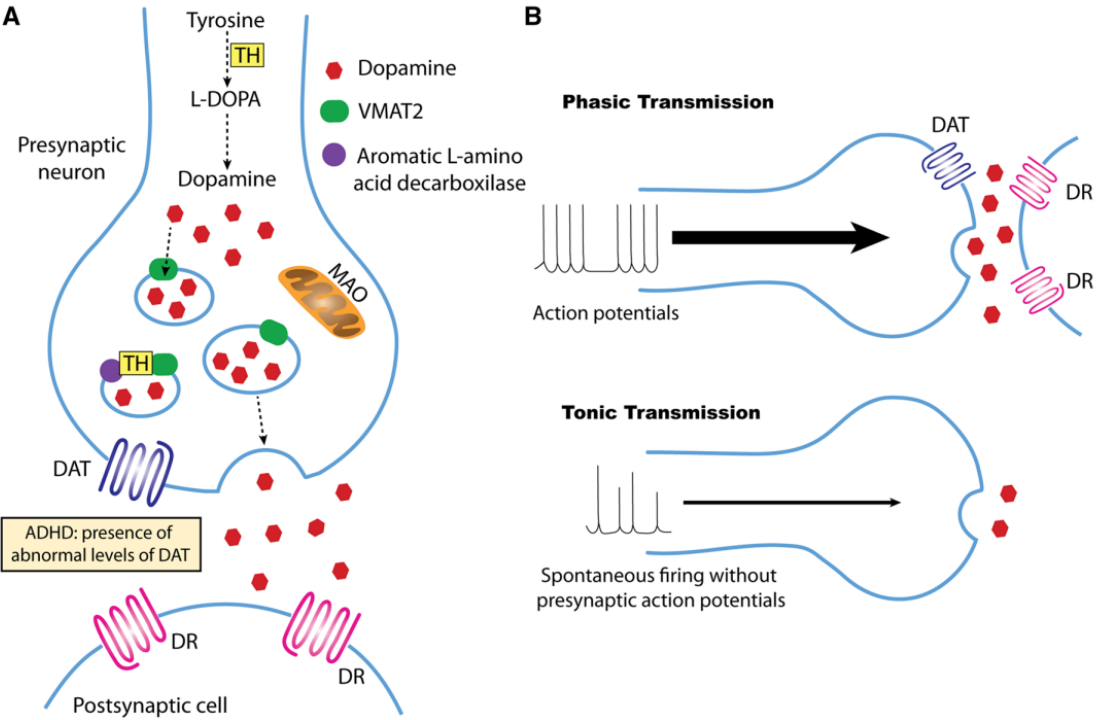 A
Tyrosine
TH
L-DOPA
Dopamine
Dopamine
VMAT2
Aromatic L-amino
acid decarboxilase
Presynaptic
neuron
MAO
TH
DAT
ADHD: presence of
abnormal levels of DAT
DR
DR
Postsynaptic cell
B
Phasic Transmission
DAT
DR
DR
Action potentials
Tonic Transmission
Spontaneous firing without
presynaptic action potentials